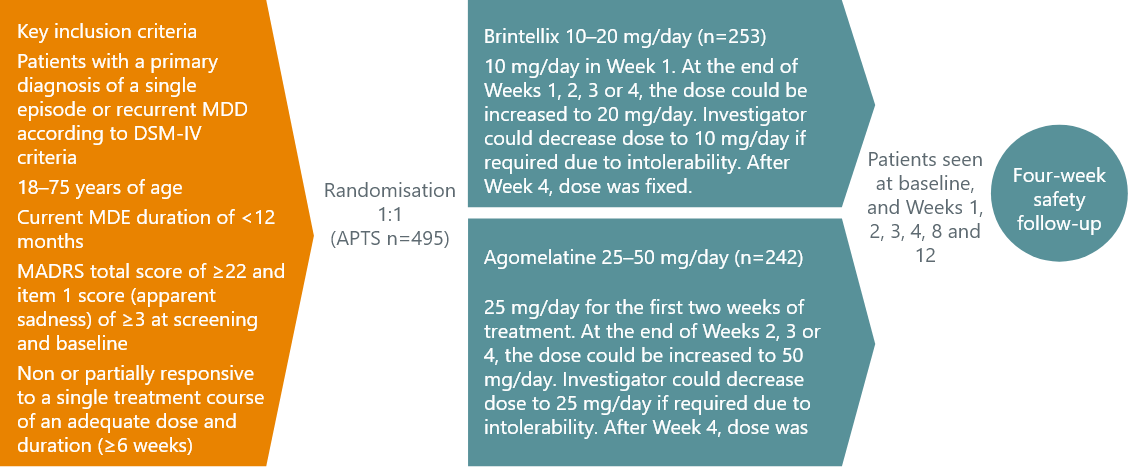 Key inclusion criteria
Patients with a primary
diagnosis of a single
episode or recurrent MDD
according to DSM-IV
criteria
18–75 years of age
Current MDE duration of <12
months
MADRS total score of ≥22 and
item 1 score (apparent
sadness) of ≥3 at screening
and baseline
Non or partially responsive
to a single treatment course
of an adequate dose and
duration (≥6 weeks)
Randomisation
1:1
(APTS n=495)
Brintellix 10–20 mg/day (n=253)
10 mg/day in Week 1. At the end of
Weeks 1, 2, 3 or 4, the dose could be
increased to 20 mg/day. Investigator
could decrease dose to 10 mg/day if
required due to intolerability. After
Week 4, dose was fixed.
Agomelatine 25–50 mg/day (n=242)
25 mg/day for the first two weeks of
treatment. At the end of Weeks 2, 3 or
4, the dose could be increased to 50
mg/day. Investigator could decrease
dose to 25 mg/day if required due to
intolerability. After Week 4, dose was
Patients seen
at baseline,
and Weeks 1,
2, 3, 4, 8 and
12
Four-week
safety
follow-up